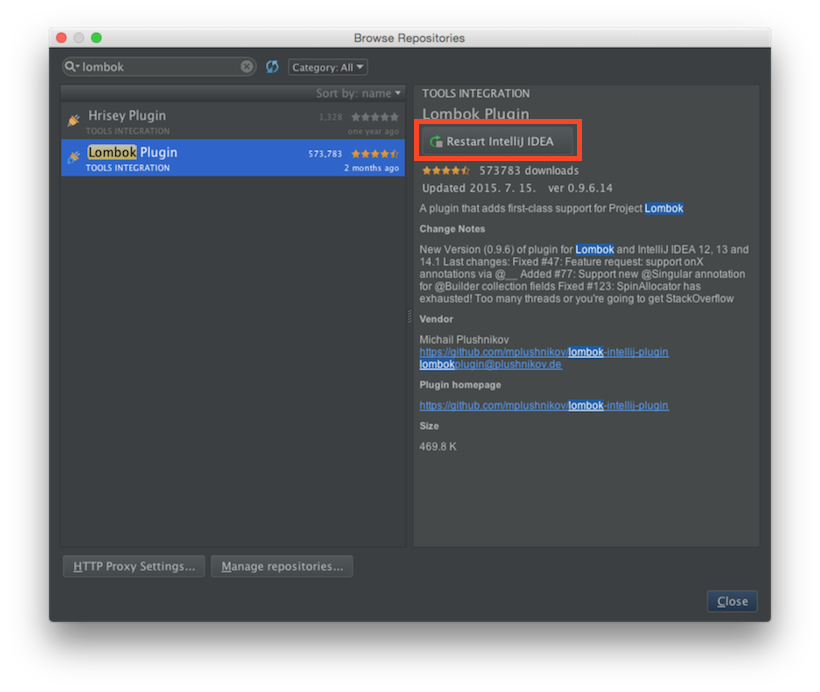 Browse Repositories
lombok
Category: All
Sort by: name
Hrisey Plugin
1,328
TOOLS INTEGRATION
one year ago
Lombok Plugin
573,783
TOOLS INTEGRATION
2 months ago
TOOLS INTEGRATION
Lombok Plugin
Restart IntelliJ IDEA
573783 downloads
Updated 2015. 7. 15. ver 0.9.6.14
A plugin that adds first-class support for Project Lombok
Change Notes
New Version (0.9.6) of plugin for Lombok and IntelliJ IDEA 12, 13 and
14.1 Last changes: Fixed #47: Feature request: support onX
annotations via @__ Added #77: Support new @Singular annotation
for @Builder collection fields Fixed #123: SpinAllocator has
exhausted! Too many threads or you're going to get StackOverflow
Vendor
Michail Plushnikov
https://github.com/mplushnikov/lombok-intellij-plugin
lombokplugin@plushnikov.de
Plugin homepage
https://github.com/mplushnikov/lombok-intellij-plugin
Size
469.8 K
HTTP Proxy Settings...
Manage repositories...
Close